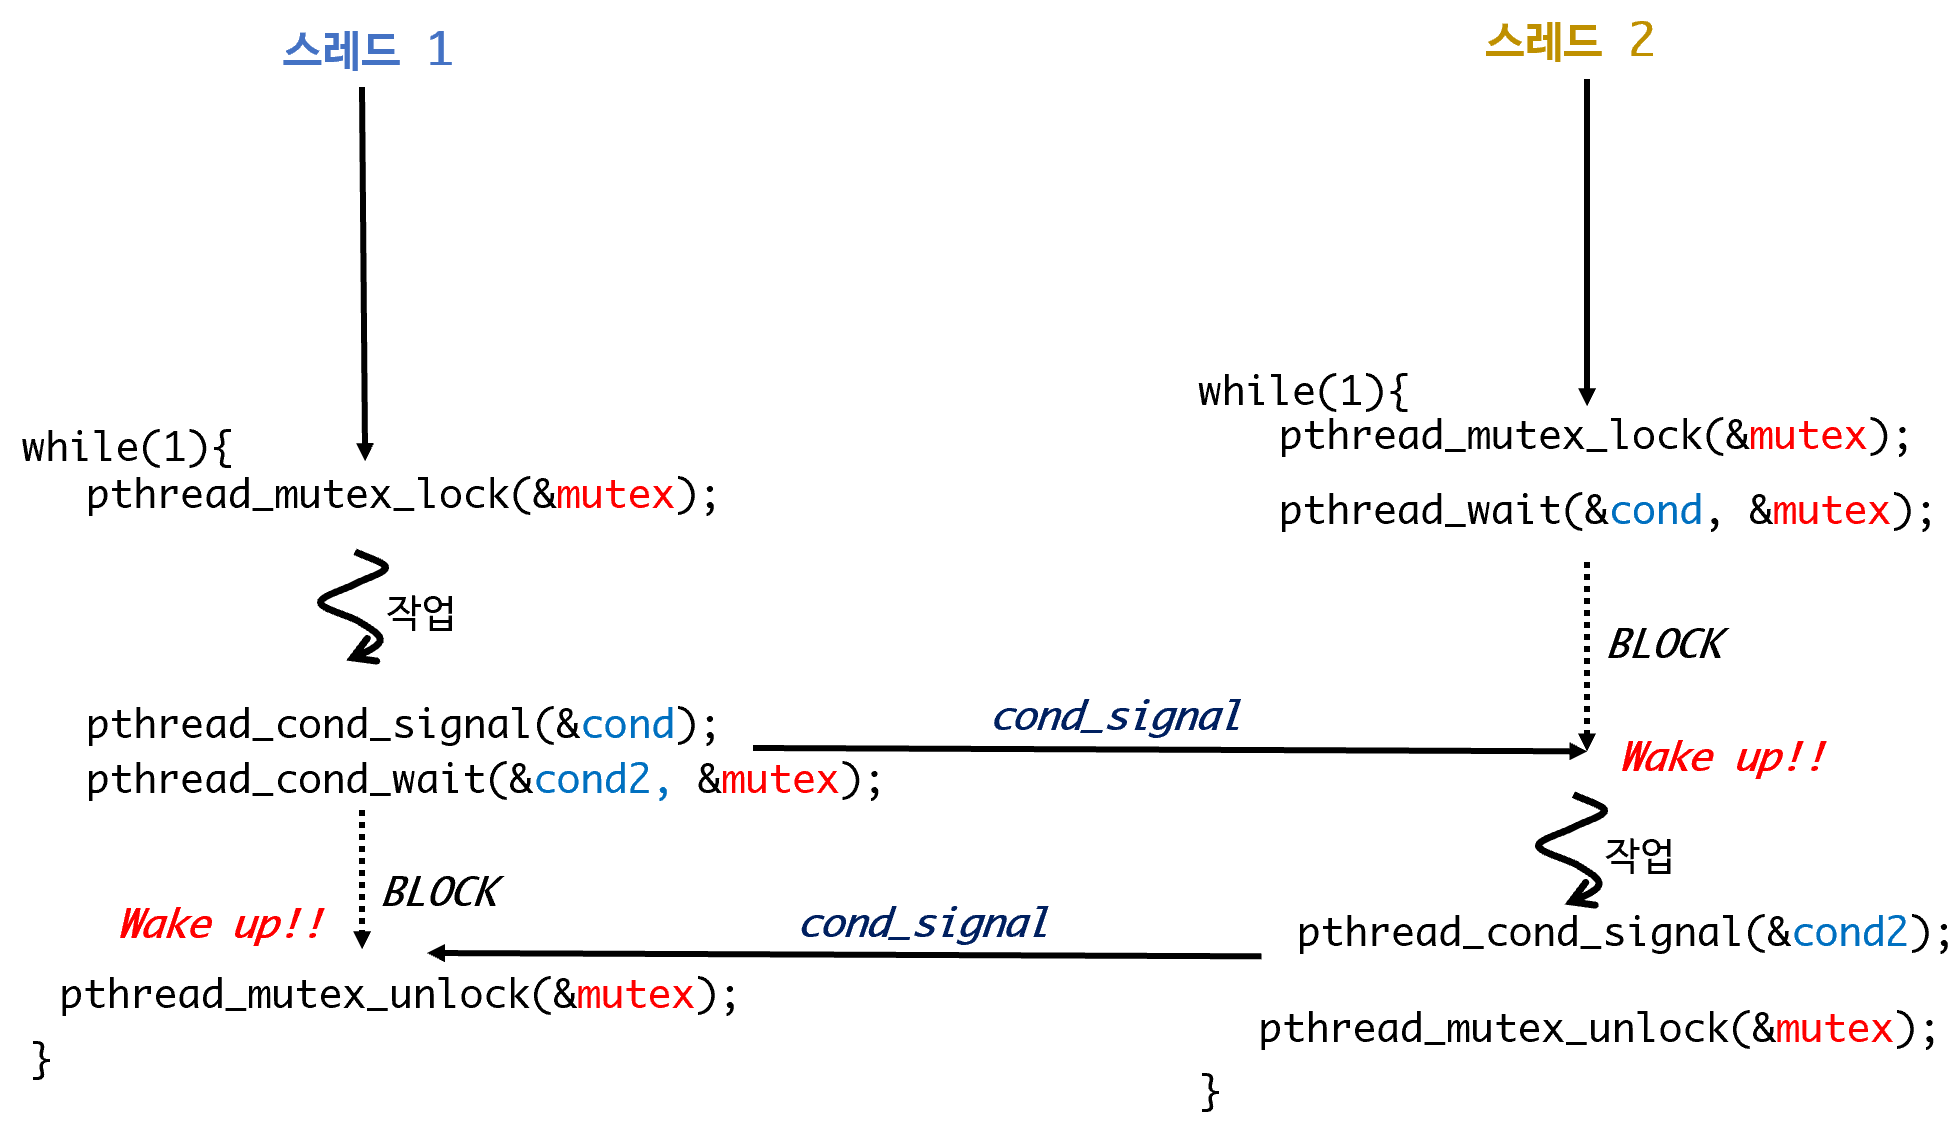 스레드 1
while(1){
pthread_mutex_lock(&mutex);
작업
pthread_cond_signal(&cond);
pthread_cond_wait(&cond2, &mutex);
BLOCK
Wake up!!
pthread_mutex_unlock(&mutex);
}
cond_signal
cond_signal
스레드 2
while(1){
pthread_mutex_lock(&mutex);
pthread_wait(&cond, &mutex);
BLOCK
Wake up!!
작업
pthread_cond_signal(&cond2);
pthread_mutex_unlock(&mutex);
}